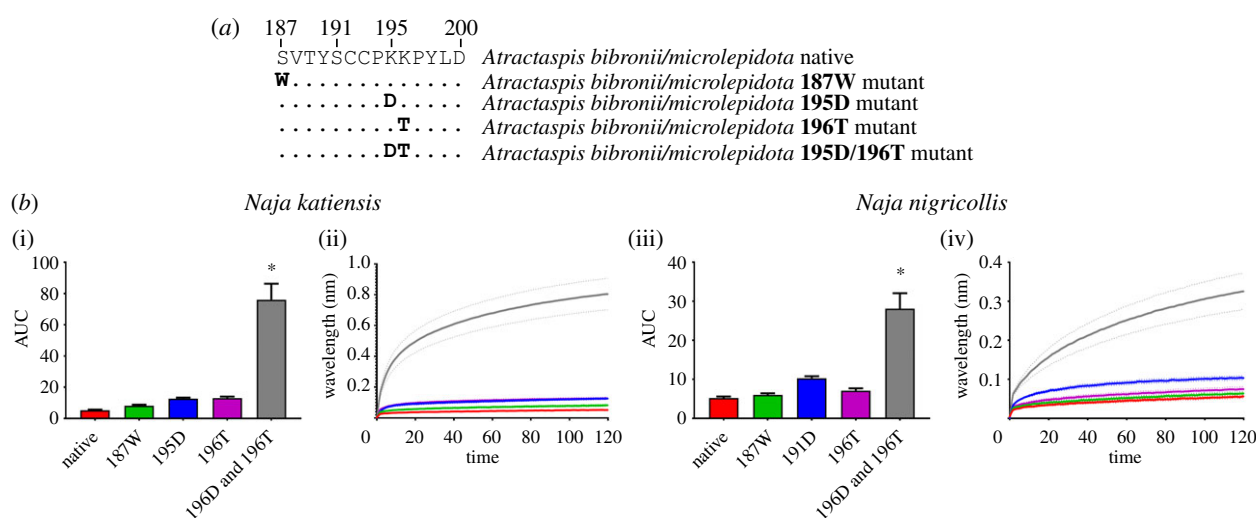 (a)
187 191 195 200
SVTYSCCPKKPYLD Atractaspis bibronii/microlepidota native
W............. Atractaspis bibronii/microlepidota 187W mutant
........D..... Atractaspis bibronii/microlepidota 195D mutant
.........T.... Atractaspis bibronii/microlepidota 196T mutant
........DT.... Atractaspis bibronii/microlepidota 195D/196T mutant
(b) Naja katiensis Naja nigricollis
(i)
AUC
100
80
60
40
20
0
*
native 187W 195D 196T 196D and 196T
(ii)
wavelength (nm)
1.0
0.8
0.6
0.4
0.2
0 20 40 60 80 100 120
time
(iii)
AUC
40
30
20
10
0
*
native 187W 191D 196T 196D and 196T
(iv)
wavelength (nm)
0.4
0.3
0.2
0.1
0 20 40 60 80 100 120
time